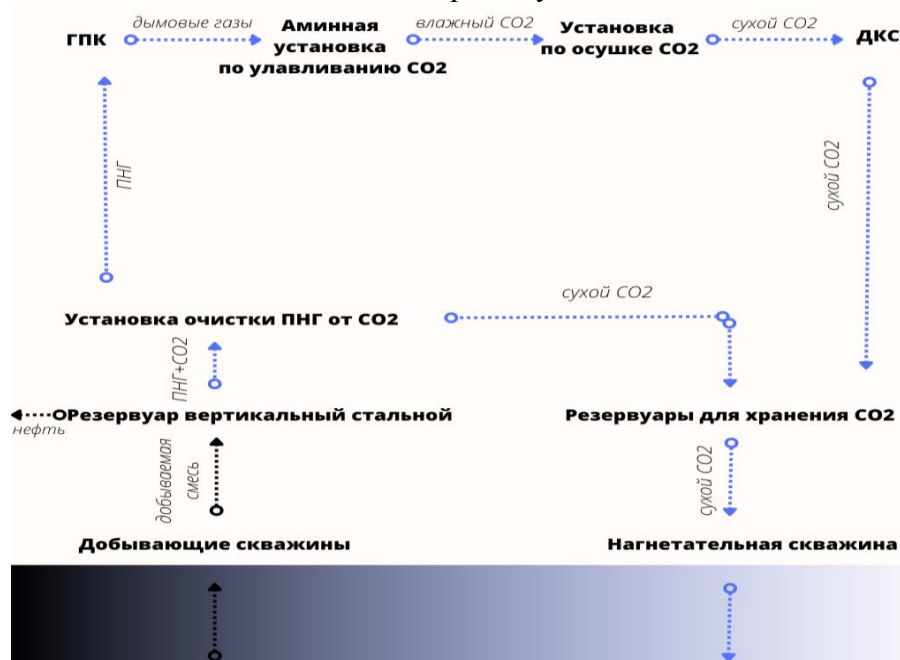 дымовые газы
влажный СО2
сухой СО2
ГПК
Аминная
установка
по улавливанию СО2
Установка
по осушке СО2
ДКС
ПНГ
сухой СО2
сухой СО2
Установка очистки ПНГ от СО2
ПНГ+СО2
Резервуар вертикальный стальной
Резервуары для хранения СО2
нефть
добываемая
смесь
сухой СО2
Добывающие скважины
Нагнетательная скважина